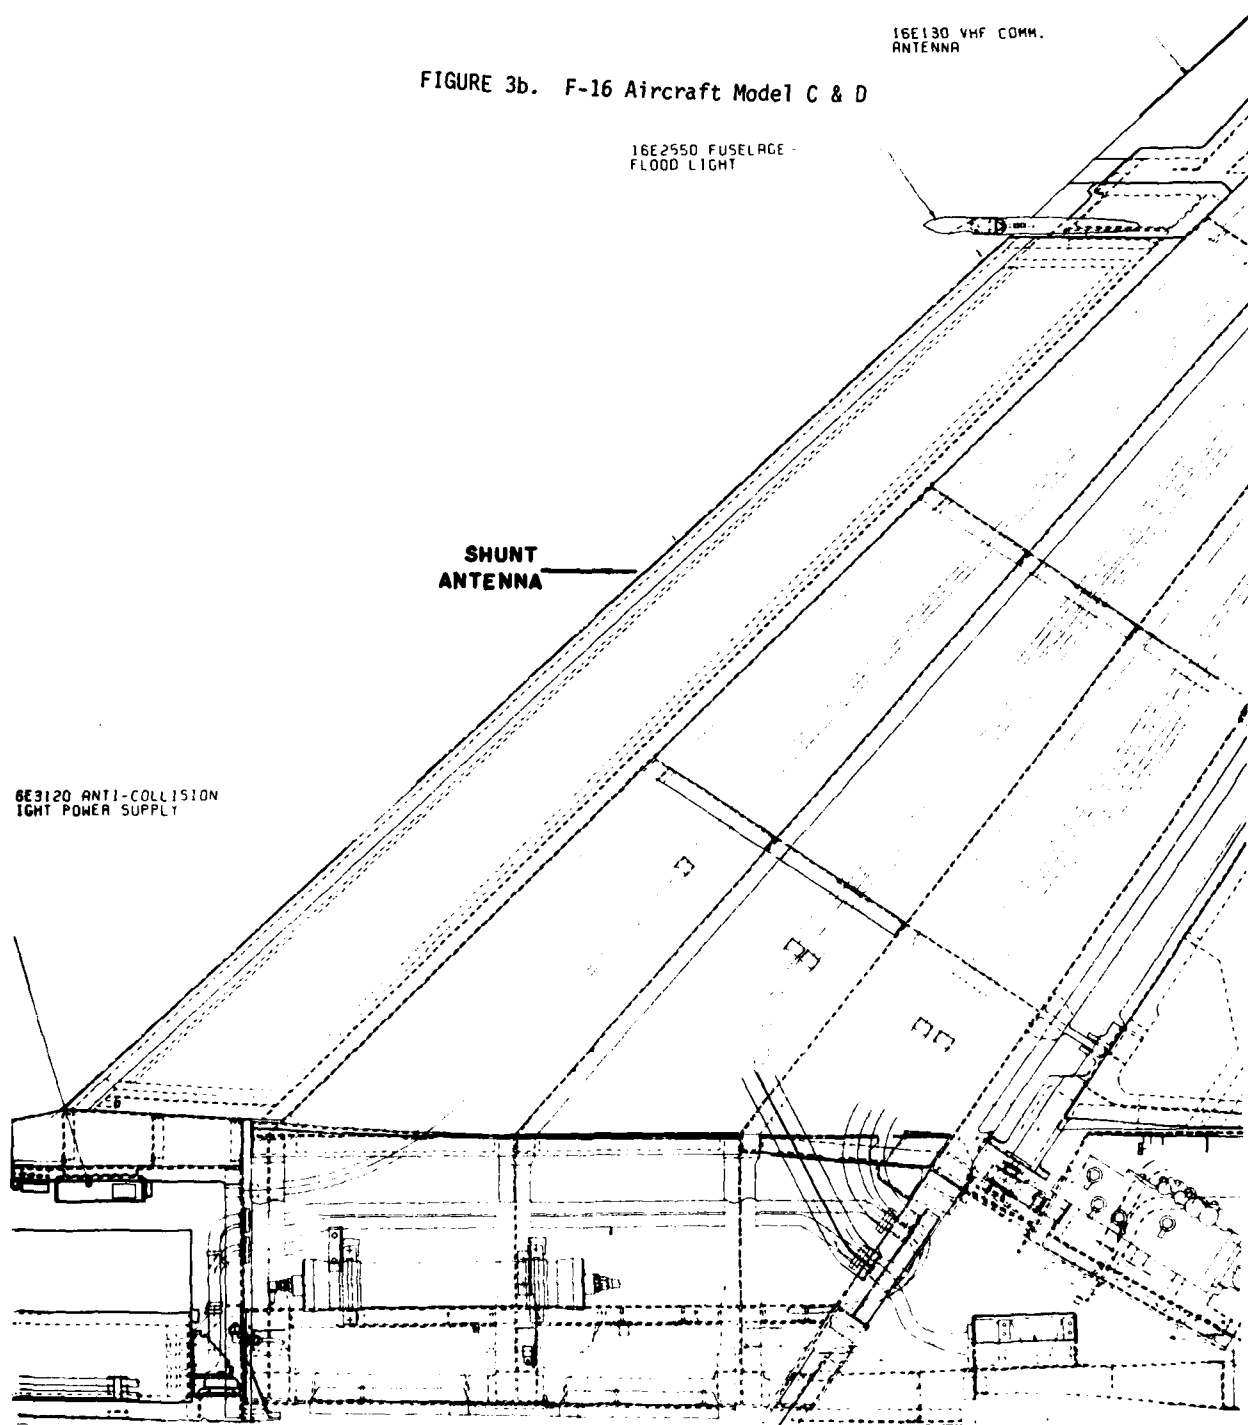 16E130 VHF COMM.
ANTENNA
FIGURE 3b. F-16 Aircraft Model C & D
16E2550 FUSELAGE
FLOOD LIGHT
SHUNT
ANTENNA
6E3120 ANTI-COLLISION
IGHT POWER SUPPLY